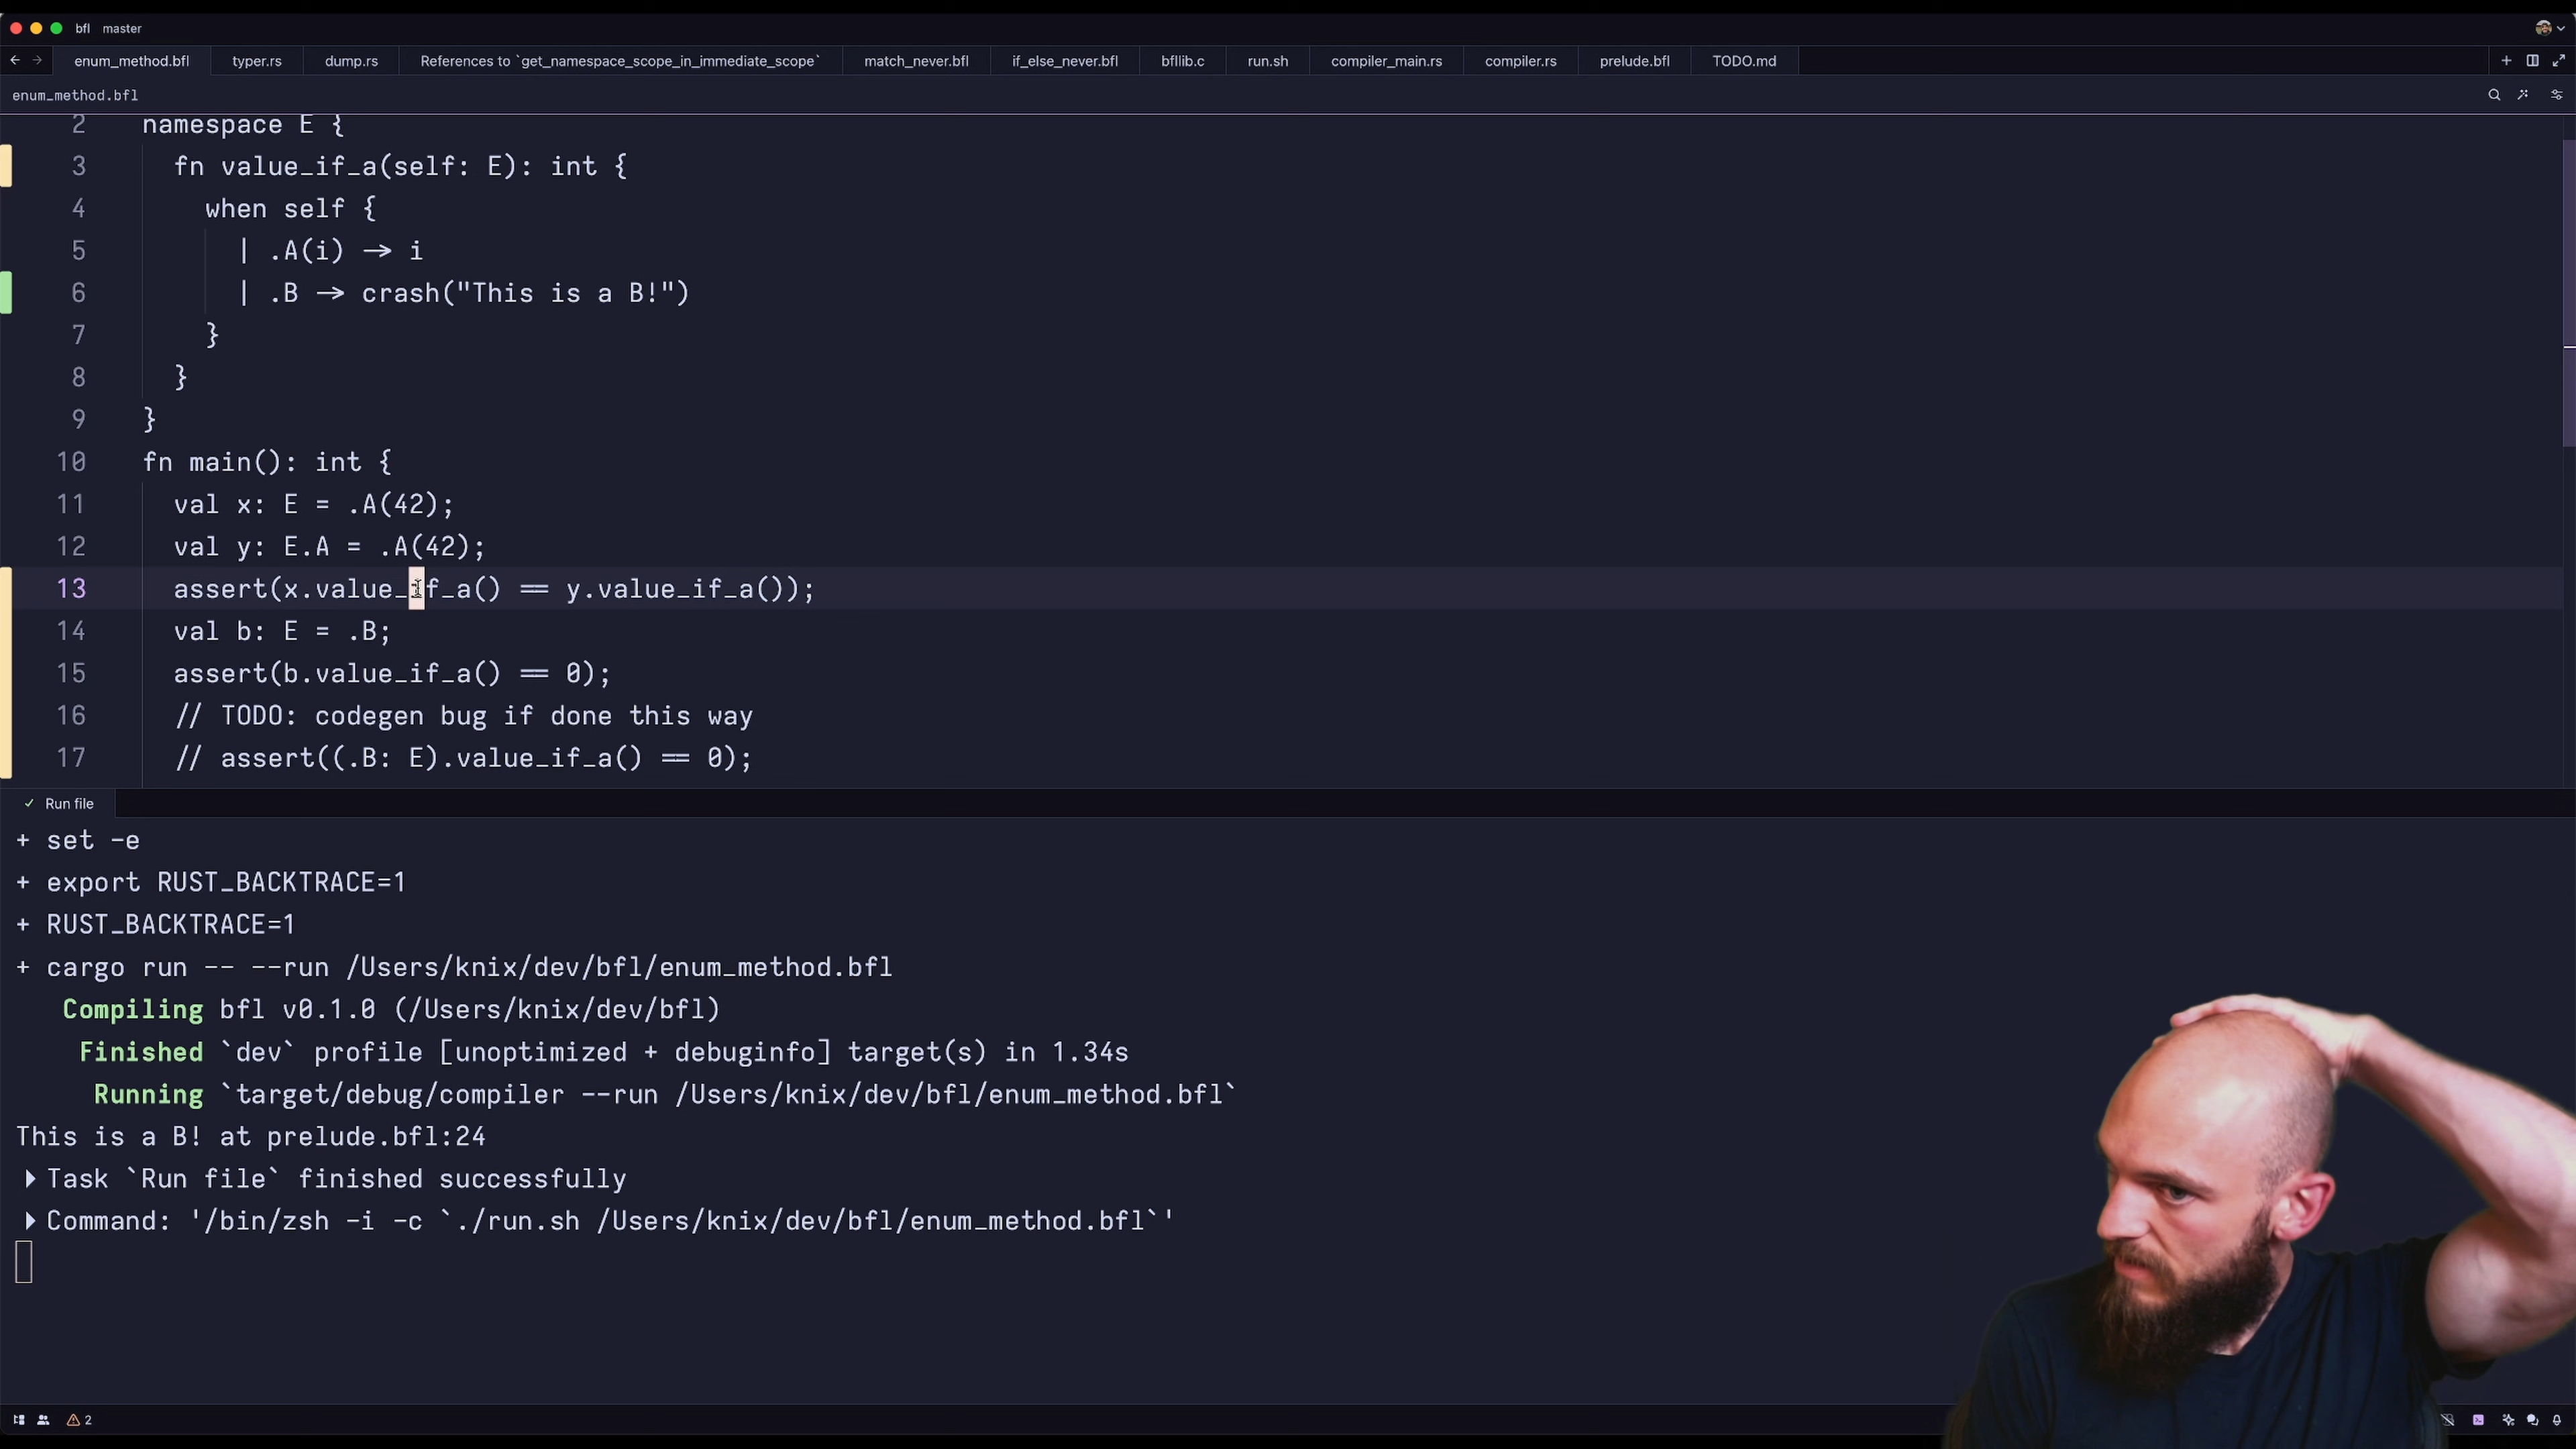 bfl master
enum_method.bfl typer.rs dump.rs References to `get_namespace_scope_in_immediate_scope` match_never.bfl if_else_never.bfl bfllib.c run.sh compiler_main.rs compiler.rs prelude.bfl TODO.md
enum_method.bfl
2 namespace E {
3 fn value_if_a(self: E): int {
4 when self {
5 | .A(i) -> i
6 | .B -> crash("This is a B!")
7 }
8 }
9 }
10 fn main(): int {
11 val x: E = .A(42);
12 val y: E.A = .A(42);
13 assert(x.value_if_a() == y.value_if_a());
14 val b: E = .B;
15 assert(b.value_if_a() == 0);
16 // TODO: codegen bug if done this way
17 // assert((.B: E).value_if_a() == 0);
Run file
+ set -e
+ export RUST_BACKTRACE=1
+ RUST_BACKTRACE=1
+ cargo run -- --run /Users/knix/dev/bfl/enum_method.bfl
Compiling bfl v0.1.0 (/Users/knix/dev/bfl)
Finished `dev` profile [unoptimized + debuginfo] target(s) in 1.34s
Running `target/debug/compiler --run /Users/knix/dev/bfl/enum_method.bfl`
This is a B! at prelude.bfl:24
Task `Run file` finished successfully
Command: '/bin/zsh -i -c `./run.sh /Users/knix/dev/bfl/enum_method.bfl`'
2